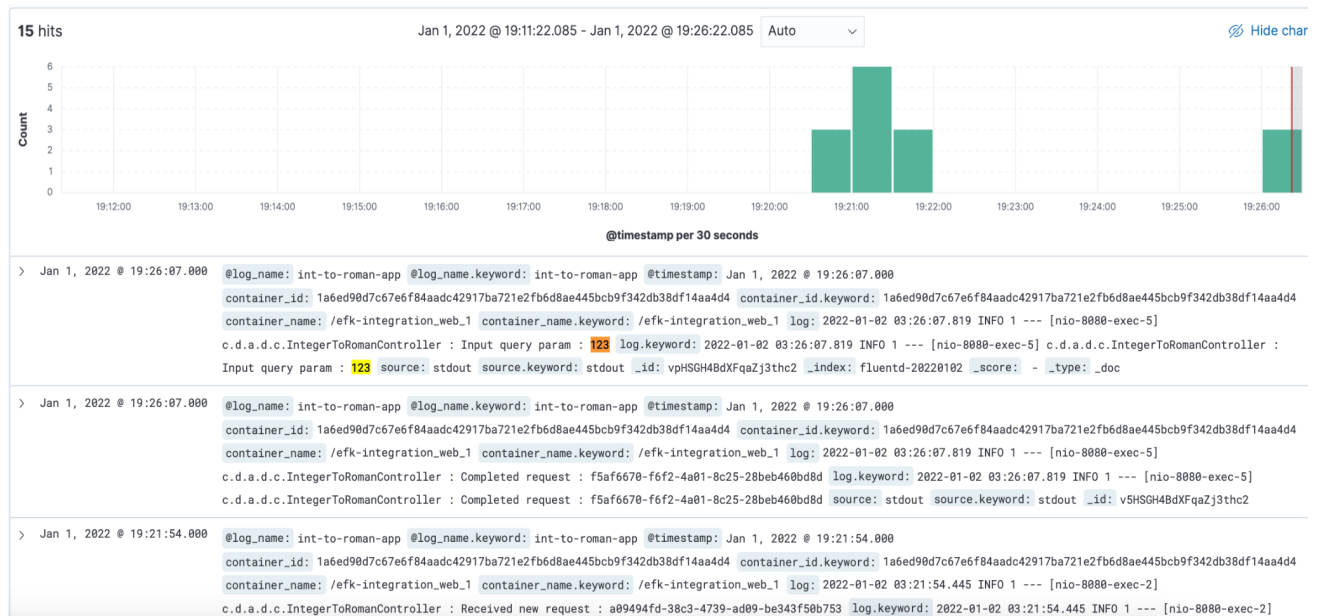 15 hits
Jan 1, 2022 @ 19:11:22.085 - Jan 1, 2022 @ 19:26:22.085
Auto
Hide char
Count
6
5
4
3
2
1
0
19:12:00 19:13:00 19:14:00 19:15:00 19:16:00 19:17:00 19:18:00 19:19:00 19:20:00 19:21:00 19:22:00 19:23:00 19:24:00 19:25:00 19:26:00
@timestamp per 30 seconds
Jan 1, 2022 @ 19:26:07.000 @log_name: int-to-roman-app @log_name.keyword: int-to-roman-app @timestamp: Jan 1, 2022 @ 19:26:07.000
container_id: 1a6ed90d7c67e6f84aadc42917ba721e2fb6d8ae445bcb9f342db38df14aa4d4 container_id.keyword: 1a6ed90d7c67e6f84aadc42917ba721e2fb6d8ae445bcb9f342db38df14aa4d4
container_name: /efk-integration_web_1 container_name.keyword: /efk-integration_web_1 log: 2022-01-02 03:26:07.819 INFO 1 --- [nio-8080-exec-5]
c.d.a.d.c.IntegerToRomanController : Input query param : 123 log.keyword: 2022-01-02 03:26:07.819 INFO 1 --- [nio-8080-exec-5] c.d.a.d.c.IntegerToRomanController :
Input query param : 123 source: stdout source.keyword: stdout _id: vpHSGH4BdXFqaZj3thc2 _index: fluentd-20220102 _score: - _type: _doc
Jan 1, 2022 @ 19:26:07.000 @log_name: int-to-roman-app @log_name.keyword: int-to-roman-app @timestamp: Jan 1, 2022 @ 19:26:07.000
container_id: 1a6ed90d7c67e6f84aadc42917ba721e2fb6d8ae445bcb9f342db38df14aa4d4 container_id.keyword: 1a6ed90d7c67e6f84aadc42917ba721e2fb6d8ae445bcb9f342db38df14aa4d4
container_name: /efk-integration_web_1 container_name.keyword: /efk-integration_web_1 log: 2022-01-02 03:26:07.819 INFO 1 --- [nio-8080-exec-5]
c.d.a.d.c.IntegerToRomanController : Completed request : f5af6670-f6f2-4a01-8c25-28beb460bd8d log.keyword: 2022-01-02 03:26:07.819 INFO 1 --- [nio-8080-exec-5]
c.d.a.d.c.IntegerToRomanController : Completed request : f5af6670-f6f2-4a01-8c25-28beb460bd8d source: stdout source.keyword: stdout _id: v5HSGH4BdXFqaZj3thc2
Jan 1, 2022 @ 19:21:54.000 @log_name: int-to-roman-app @log_name.keyword: int-to-roman-app @timestamp: Jan 1, 2022 @ 19:21:54.000
container_id: 1a6ed90d7c67e6f84aadc42917ba721e2fb6d8ae445bcb9f342db38df14aa4d4 container_id.keyword: 1a6ed90d7c67e6f84aadc42917ba721e2fb6d8ae445bcb9f342db38df14aa4d4
container_name: /efk-integration_web_1 container_name.keyword: /efk-integration_web_1 log: 2022-01-02 03:21:54.445 INFO 1 --- [nio-8080-exec-2]
c.d.a.d.c.IntegerToRomanController : Received new request : a09494fd-38c3-4739-ad09-be343f50b753 log.keyword: 2022-01-02 03:21:54.445 INFO 1 --- [nio-8080-exec-2]